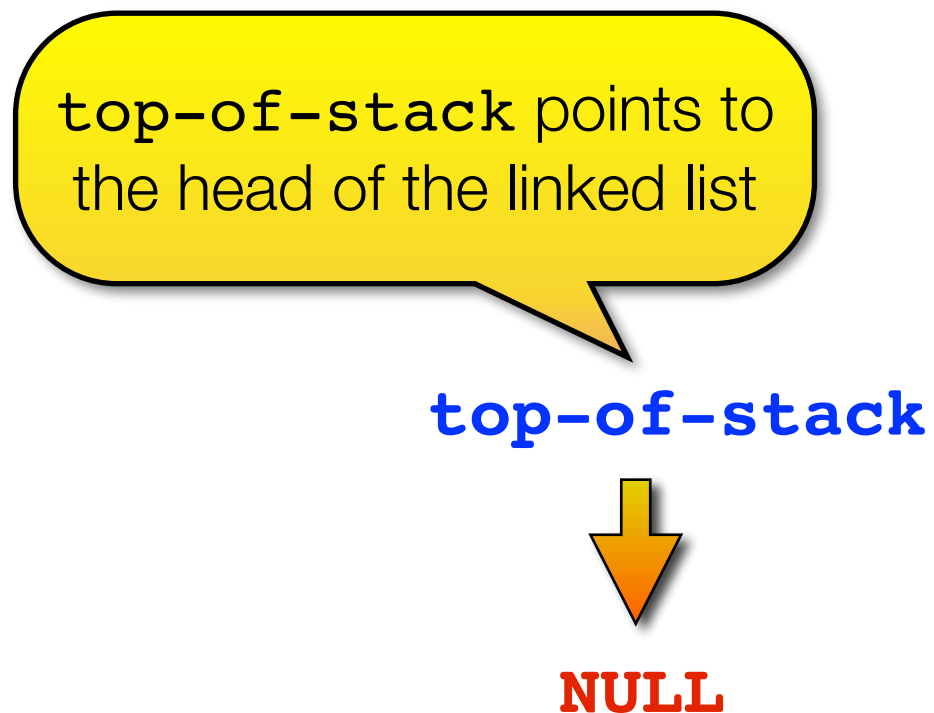 top-of-stack points to
the head of the linked list
top-of-stack
NULL